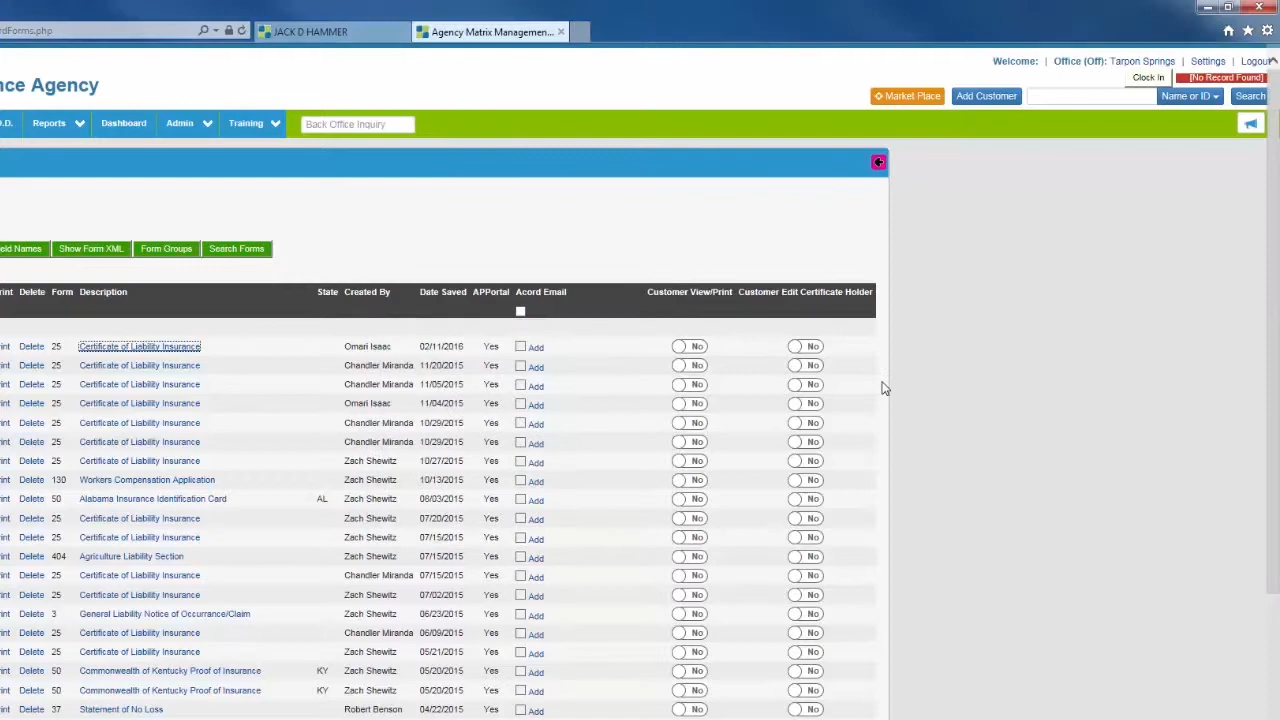 rdForms.php
JACK D HAMMER
Agency Matrix Managemen...
Welcome: | Office (Off): Tarpon Springs | Settings | Logou
nce Agency
Clock In [No Record Found]
Market Place Add Customer Name or ID Search
O.D. Reports Dashboard Admin Training Back Office Inquiry
eld Names Show Form XML Form Groups Search Forms
int Delete Form Description State Created By Date Saved APPortal Acord Email Customer View/Print Customer Edit Certificate Holder
int Delete 25 Certificate of Liability Insurance Omari Isaac 02/11/2016 Yes Add No No
int Delete 25 Certificate of Liability Insurance Chandler Miranda 11/20/2015 Yes Add No No
int Delete 25 Certificate of Liability Insurance Chandler Miranda 11/05/2015 Yes Add No No
int Delete 25 Certificate of Liability Insurance Omari Isaac 11/04/2015 Yes Add No No
int Delete 25 Certificate of Liability Insurance Chandler Miranda 10/29/2015 Yes Add No No
int Delete 25 Certificate of Liability Insurance Chandler Miranda 10/29/2015 Yes Add No No
int Delete 25 Certificate of Liability Insurance Zach Shewitz 10/27/2015 Yes Add No No
int Delete 130 Workers Compensation Application Zach Shewitz 10/13/2015 Yes Add No No
int Delete 50 Alabama Insurance Identification Card AL Zach Shewitz 08/03/2015 Yes Add No No
int Delete 25 Certificate of Liability Insurance Zach Shewitz 07/20/2015 Yes Add No No
int Delete 25 Certificate of Liability Insurance Zach Shewitz 07/15/2015 Yes Add No No
int Delete 404 Agriculture Liability Section Zach Shewitz 07/15/2015 Yes Add No No
int Delete 25 Certificate of Liability Insurance Chandler Miranda 07/15/2015 Yes Add No No
int Delete 25 Certificate of Liability Insurance Zach Shewitz 07/02/2015 Yes Add No No
int Delete 3 General Liability Notice of Occurrance/Claim Zach Shewitz 06/23/2015 Yes Add No No
int Delete 25 Certificate of Liability Insurance Chandler Miranda 06/09/2015 Yes Add No No
int Delete 25 Certificate of Liability Insurance Zach Shewitz 05/21/2015 Yes Add No No
int Delete 50 Commonwealth of Kentucky Proof of Insurance KY Zach Shewitz 05/20/2015 Yes Add No No
int Delete 50 Commonwealth of Kentucky Proof of Insurance KY Zach Shewitz 05/20/2015 Yes Add No No
int Delete 37 Statement of No Loss Robert Benson 04/22/2015 Yes Add No No